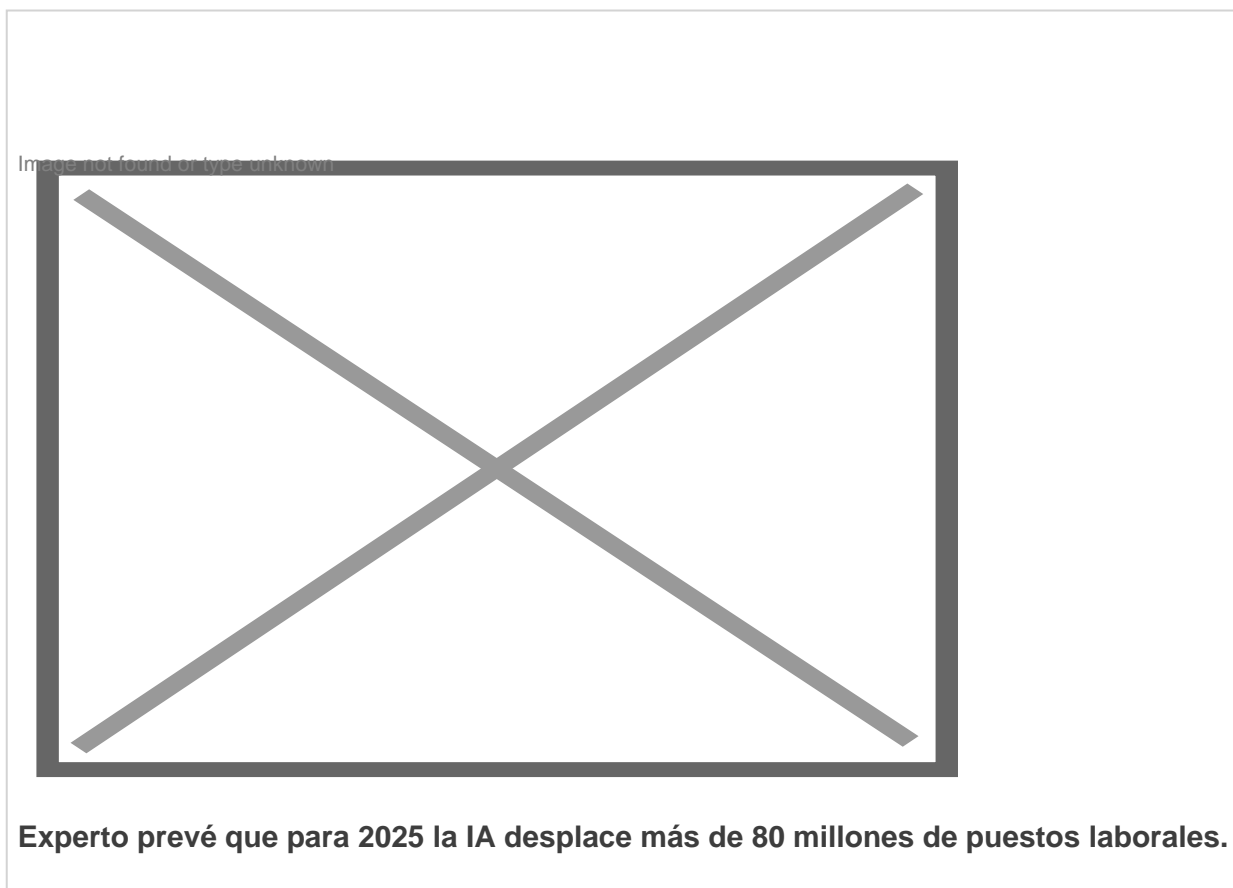 Image not found or type unknown
Experto prevé que para 2025 la IA desplace más de 80 millones de puestos laborales.